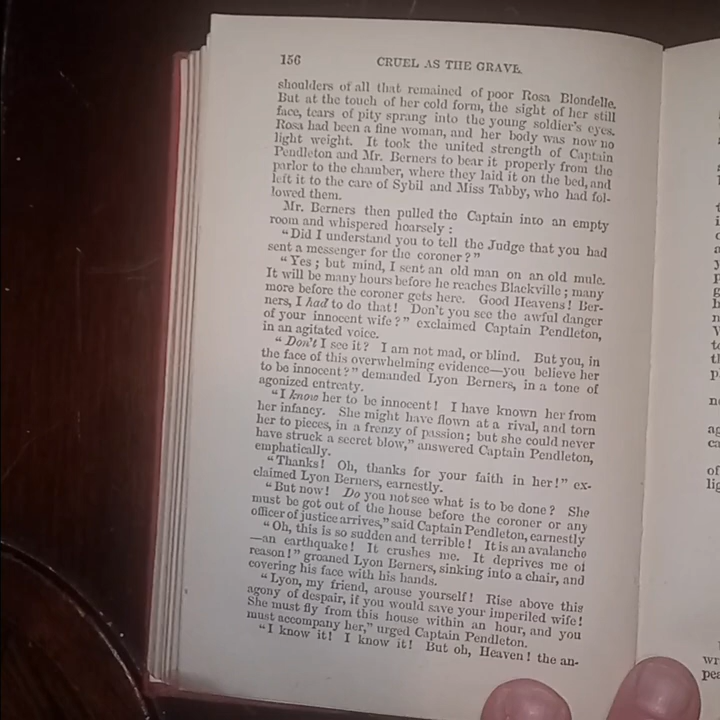 156
CRUEL AS THE GRAVE.
shoulders of all that remained of poor Rosa Blondelle.
But at the touch of her cold form, the sight of her still
face, tears of pity sprang into the young soldier's eyes.
Rosa had been a fine woman, and her body was now no
light weight. It took the united strength of Captain
Pendleton and Mr. Berners to bear it properly from the
parlor to the chamber, where they laid it on the bed, and
left it to the care of Sybil and Miss Tabby, who had fol-
lowed them.
Mr. Berners then pulled the Captain into an empty
room and whispered hoarsely :
“Did I understand you to tell the Judge that you had
sent a messenger for the coroner?”
“Yes ; but mind, I sent an old man on an old mule.
It will be many hours before he reaches Blackville ; many
more before the coroner gets here. Good Heavens! Ber-
ners, I had to do that! Don't you see the awful danger
of your innocent wife?” exclaimed Captain Pendleton,
in an agitated voice.
“Don't I see it? I am not mad, or blind. But you, in
the face of this overwhelming evidence—you believe her
to be innocent?” demanded Lyon Berners, in a tone of
agonized entreaty.
“I know her to be innocent! I have known her from
her infancy. She might have flown at a rival, and torn
her to pieces, in a frenzy of passion; but she could never
have struck a secret blow,” answered Captain Pendleton,
emphatically.
“Thanks! Oh, thanks for your faith in her!” ex-
claimed Lyon Berners, earnestly.
“But now! Do you not see what is to be done? She
must be got out of the house before the coroner or any
officer of justice arrives,” said Captain Pendleton, earnestly
“Oh, this is so sudden and terrible! It is an avalanche
—an earthquake! It crushes me. It deprives me of
reason!” groaned Lyon Berners, sinking into a chair, and
covering his face with his hands.
“Lyon, my friend, arouse yourself! Rise above this
agony of despair, if you would save your imperiled wife!
She must fly from this house within an hour, and you
must accompany her,” urged Captain Pendleton.
“I know it! I know it! But oh, Heaven! the an-